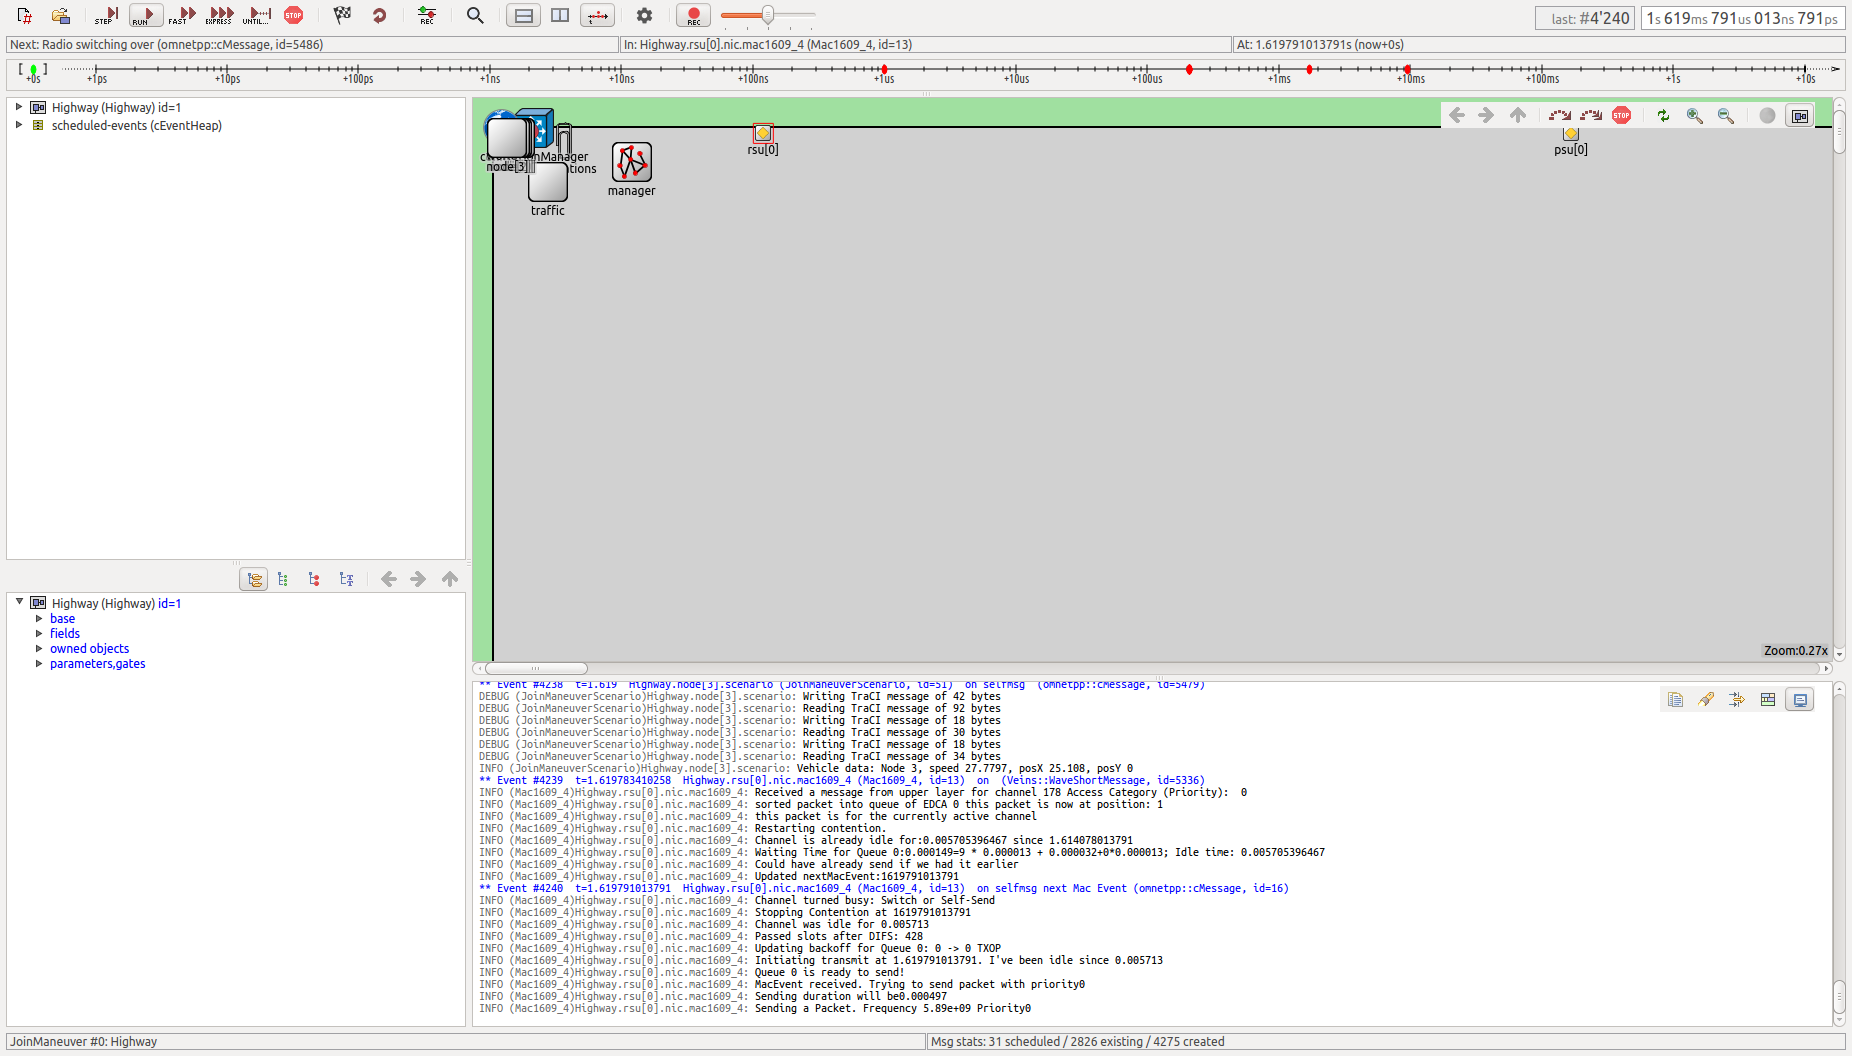 STEP RUN FAST EXPRESS UNTIL... STOP REC REC last: #4'240 1s 619ms 791us 013ns 791ps
Next: Radio switching over (omnetpp::cMessage, id=5486) In: Highway.rsu[0].nic.mac1609_4 (Mac1609_4, id=13) At: 1.619791013791s (now+0s)
+0s +1ps +10ps +100ps +1ns +10ns +100ns +1us +10us +100us +1ms +10ms +100ms +1s +10s
Highway (Highway) id=1
scheduled-events (cEventHeap)
STOP
rsu[0]
psu[0]
node[3]
manager
traffic
Zoom:0.27x
Highway (Highway) id=1
base
fields
owned objects
parameters,gates
** Event #4238 t=1.619 Highway.node[3].scenario (JoinManeuverScenario, id=51) on selfmsg (omnetpp::cMessage, id=5479)
DEBUG (JoinManeuverScenario)Highway.node[3].scenario: Writing TraCI message of 42 bytes
DEBUG (JoinManeuverScenario)Highway.node[3].scenario: Reading TraCI message of 92 bytes
DEBUG (JoinManeuverScenario)Highway.node[3].scenario: Writing TraCI message of 18 bytes
DEBUG (JoinManeuverScenario)Highway.node[3].scenario: Reading TraCI message of 30 bytes
DEBUG (JoinManeuverScenario)Highway.node[3].scenario: Writing TraCI message of 18 bytes
DEBUG (JoinManeuverScenario)Highway.node[3].scenario: Reading TraCI message of 34 bytes
INFO (JoinManeuverScenario)Highway.node[3].scenario: Vehicle data: Node 3, speed 27.7797, posX 25.108, posY 0
** Event #4239 t=1.619783410258 Highway.rsu[0].nic.mac1609_4 (Mac1609_4, id=13) on (Veins::WaveShortMessage, id=5336)
INFO (Mac1609_4)Highway.rsu[0].nic.mac1609_4: Received a message from upper layer for channel 178 Access Category (Priority): 0
INFO (Mac1609_4)Highway.rsu[0].nic.mac1609_4: sorted packet into queue of EDCA 0 this packet is now at position: 1
INFO (Mac1609_4)Highway.rsu[0].nic.mac1609_4: this packet is for the currently active channel
INFO (Mac1609_4)Highway.rsu[0].nic.mac1609_4: Restarting contention.
INFO (Mac1609_4)Highway.rsu[0].nic.mac1609_4: Channel is already idle for:0.005705396467 since 1.614078013791
INFO (Mac1609_4)Highway.rsu[0].nic.mac1609_4: Waiting Time for Queue 0:0.000149=9 * 0.000013 + 0.000032+0*0.000013; Idle time: 0.005705396467
INFO (Mac1609_4)Highway.rsu[0].nic.mac1609_4: Could have already send if we had it earlier
INFO (Mac1609_4)Highway.rsu[0].nic.mac1609_4: Updated nextMacEvent:1619791013791
** Event #4240 t=1.619791013791 Highway.rsu[0].nic.mac1609_4 (Mac1609_4, id=13) on selfmsg next Mac Event (omnetpp::cMessage, id=16)
INFO (Mac1609_4)Highway.rsu[0].nic.mac1609_4: Channel turned busy: Switch or Self-Send
INFO (Mac1609_4)Highway.rsu[0].nic.mac1609_4: Stopping Contention at 1619791013791
INFO (Mac1609_4)Highway.rsu[0].nic.mac1609_4: Channel was idle for 0.005713
INFO (Mac1609_4)Highway.rsu[0].nic.mac1609_4: Passed slots after DIFS: 428
INFO (Mac1609_4)Highway.rsu[0].nic.mac1609_4: Updating backoff for Queue 0: 0 -> 0 TXOP
INFO (Mac1609_4)Highway.rsu[0].nic.mac1609_4: Initiating transmit at 1.619791013791. I've been idle since 0.005713
INFO (Mac1609_4)Highway.rsu[0].nic.mac1609_4: Queue 0 is ready to send!
INFO (Mac1609_4)Highway.rsu[0].nic.mac1609_4: MacEvent received. Trying to send packet with priority0
INFO (Mac1609_4)Highway.rsu[0].nic.mac1609_4: Sending duration will be0.000497
INFO (Mac1609_4)Highway.rsu[0].nic.mac1609_4: Sending a Packet. Frequency 5.89e+09 Priority0
JoinManeuver #0: Highway Msg stats: 31 scheduled / 2826 existing / 4275 created